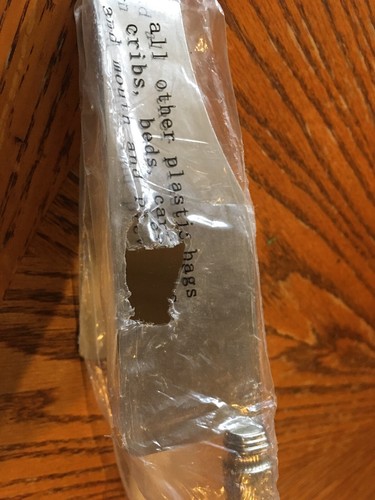 d all other plastic bags
cribs, beds, car
and mouth and p